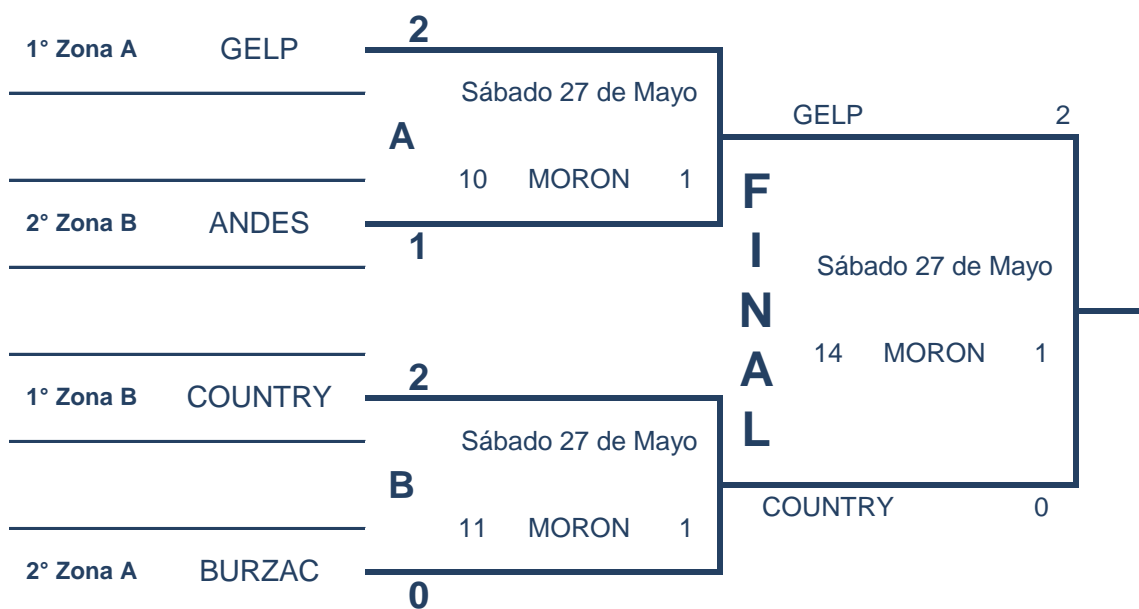 1° Zona A GELP 2
Sábado 27 de Mayo
A
10 MORON 1
2° Zona B ANDES 1
1° Zona B COUNTRY 2
Sábado 27 de Mayo
B
11 MORON 1
2° Zona A BURZAC 0
GELP 2
FINAL
Sábado 27 de Mayo
14 MORON 1
COUNTRY 0